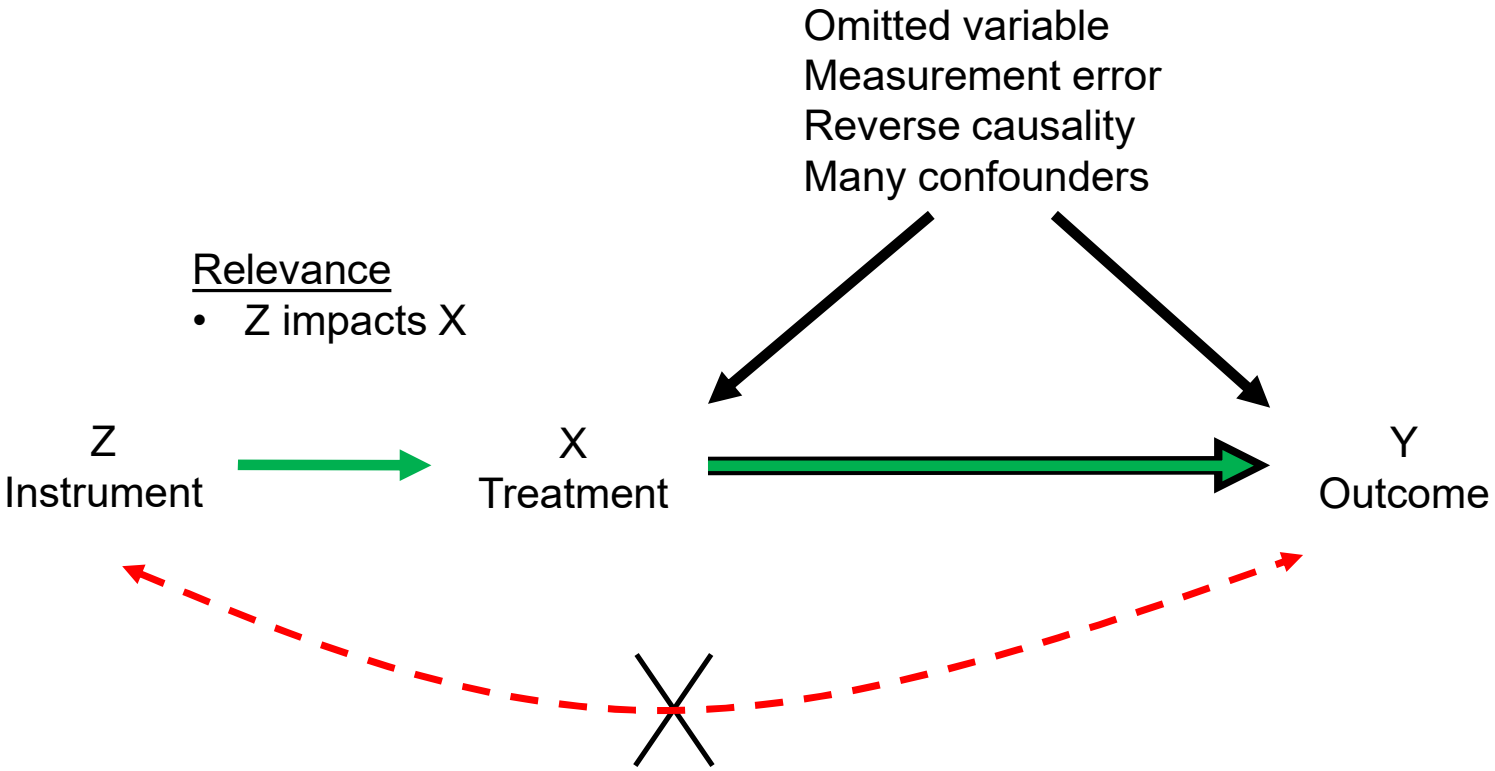 Omitted variable
Measurement error
Reverse causality
Many confounders
Relevance
• Z impacts X
Z
Instrument
X
Treatment
Y
Outcome